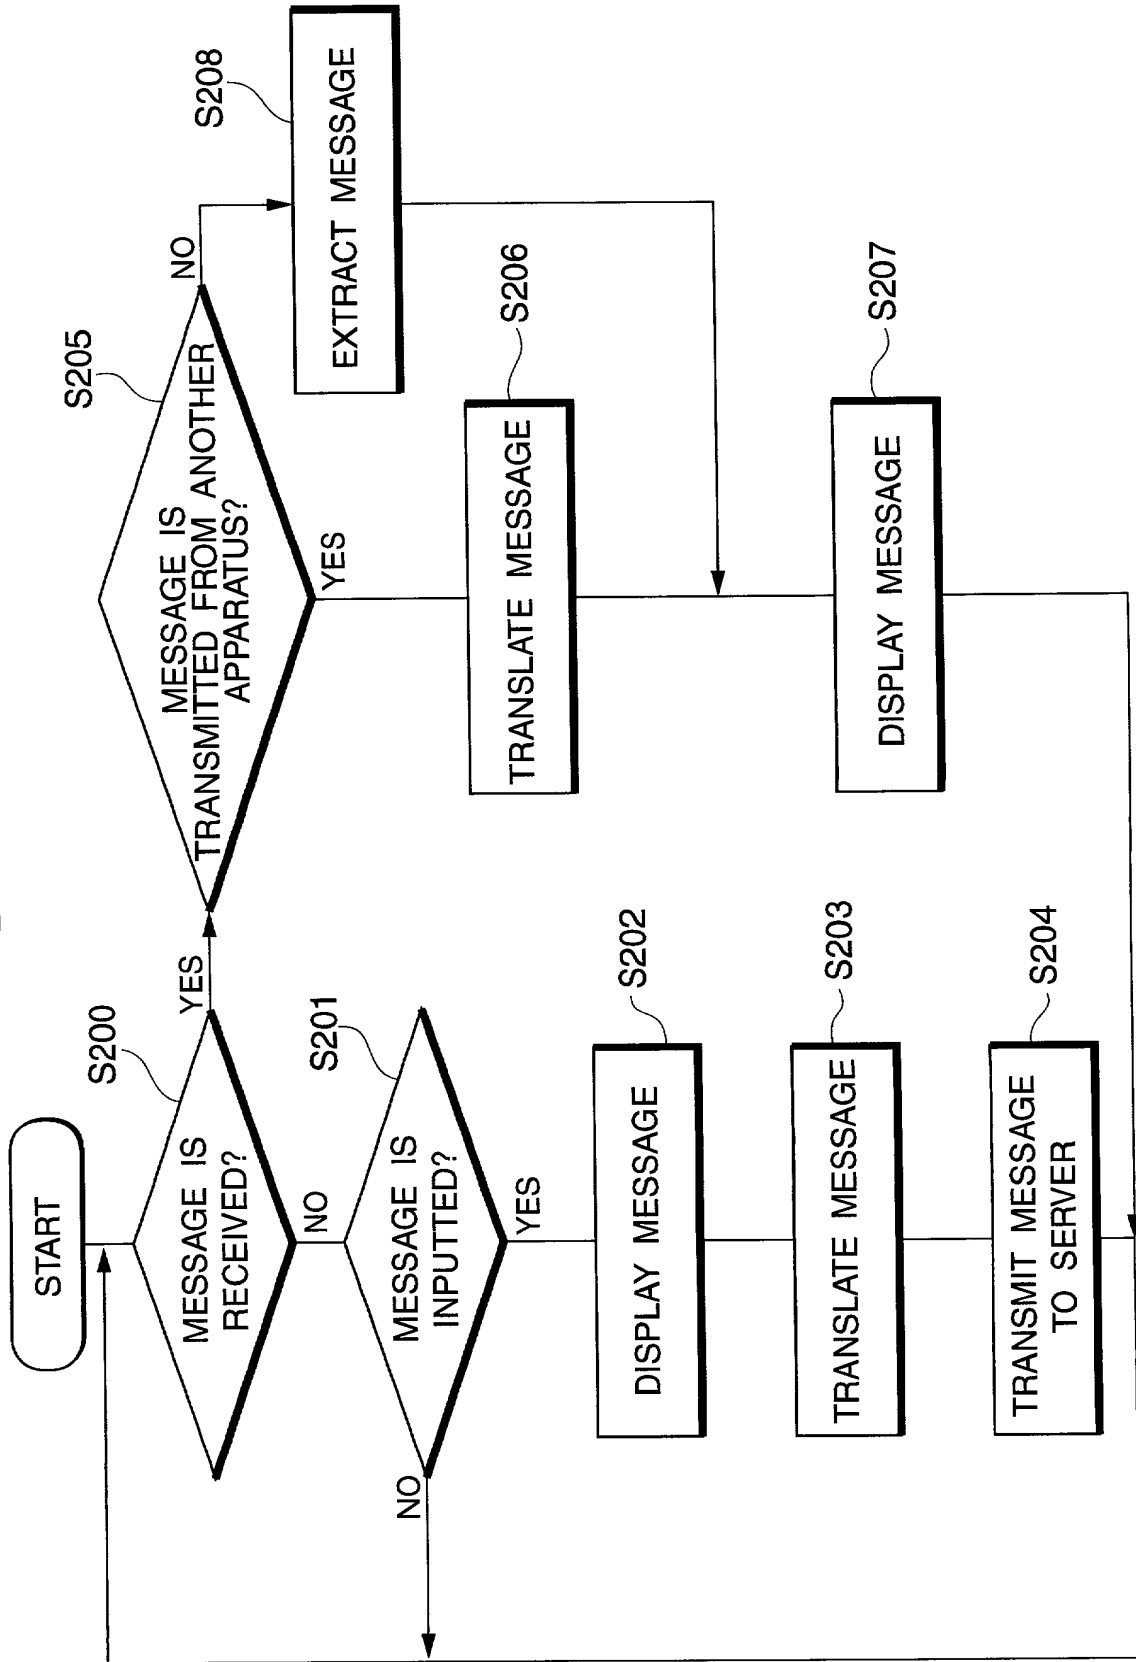 START
S200
MESSAGE IS
RECEIVED?
YES
NO
S201
MESSAGE IS
INPUTTED?
NO
YES
S202
DISPLAY MESSAGE
S203
TRANSLATE MESSAGE
S204
TRANSMIT MESSAGE
TO SERVER
S205
MESSAGE IS
TRANSMITTED FROM ANOTHER
APPARATUS?
NO
YES
S208
EXTRACT MESSAGE
S206
TRANSLATE MESSAGE
S207
DISPLAY MESSAGE